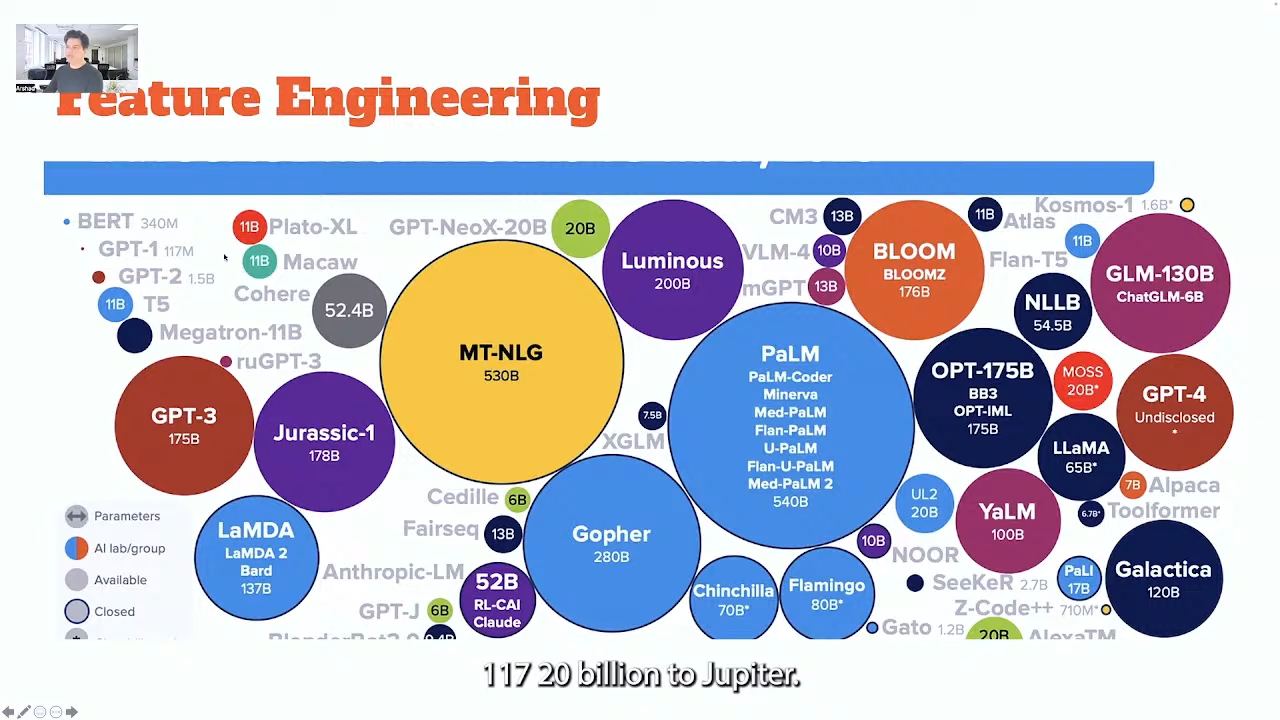 Arshad
Feature Engineering
BERT 340M
GPT-1 117M
GPT-2 1.5B
11B T5
Megatron-11B
ruGPT-3
11B Plato-XL
11B Macaw
Cohere
52.4B
GPT-NeoX-20B 20B
Luminous
200B
MT-NLG
530B
CM3 13B
VLM-4 10B
mGPT 13B
BLOOM
BLOOMZ
176B
11B Atlas
Kosmos-1 1.6B*
11B
Flan-T5
NLLB
54.5B
GLM-130B
ChatGLM-6B
GPT-3
175B
Jurassic-1
178B
7.5B
XGLM
PaLM
PaLM-Coder
Minerva
Med-PaLM
Flan-PaLM
U-PaLM
Flan-U-PaLM
Med-PaLM 2
540B
OPT-175B
BB3
OPT-IML
175B
MOSS
20B*
GPT-4
Undisclosed
*
LLaMA
65B*
7B Alpaca
6.7B* Toolformer
Parameters
AI lab/group
Available
Closed
LaMDA
LaMDA 2
Bard
137B
Cedille 6B
Fairseq 13B
Anthropic-LM
52B
RL-CAI
Claude
GPT-J 6B
BlenderBot2.0 9.4B
Gopher
280B
Chinchilla
70B*
Flamingo
80B*
10B
NOOR
UL2
20B
YaLM
100B
SeeKeR 2.7B
PaLI
17B
Z-Code++ 710M*
Gato 1.2B
20B AlexaTM
Galactica
120B
117 20 billion to Jupiter.